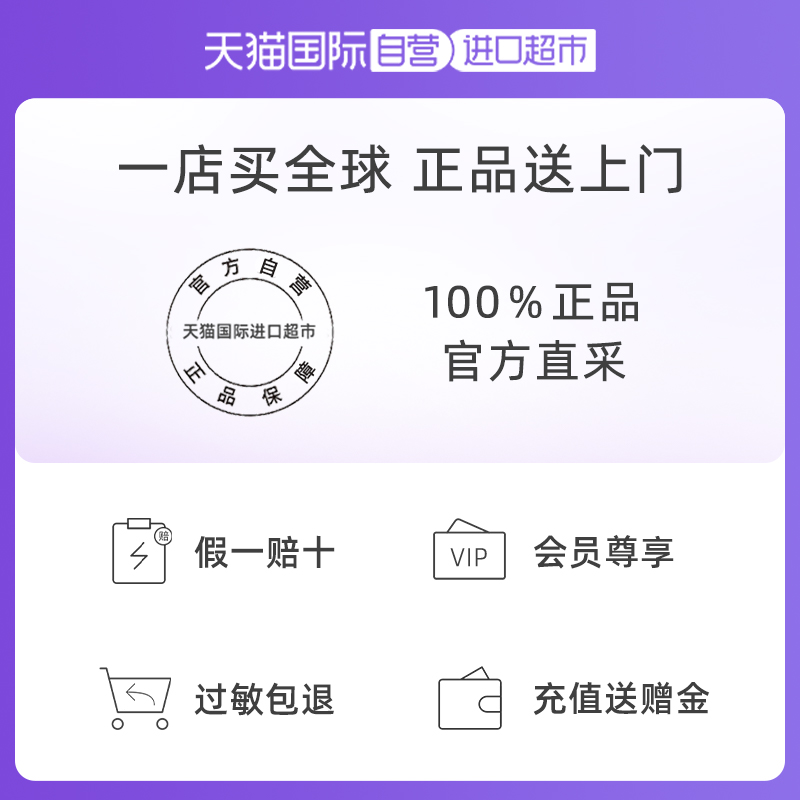 天猫国际自营进口超市
一店买全球 正品送上门
官方自营
天猫国际进口超市
正品保障
100%正品
官方直采
赔
假一赔十
VIP
会员尊享
过敏包退
充值送赠金